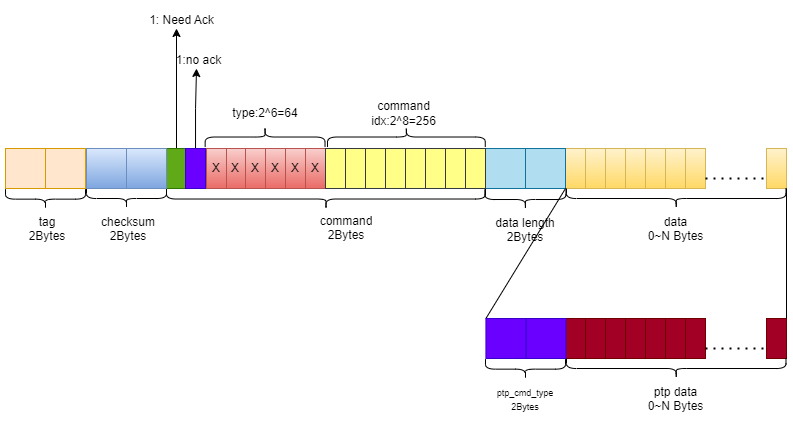 1: Need Ack
1:no ack
type:2^6=64
command
idx:2^8=256
X X X X X X
tag
2Bytes
checksum
2Bytes
command
2Bytes
data length
2Bytes
data
0~N Bytes
ptp_cmd_type
2Bytes
ptp data
0~N Bytes